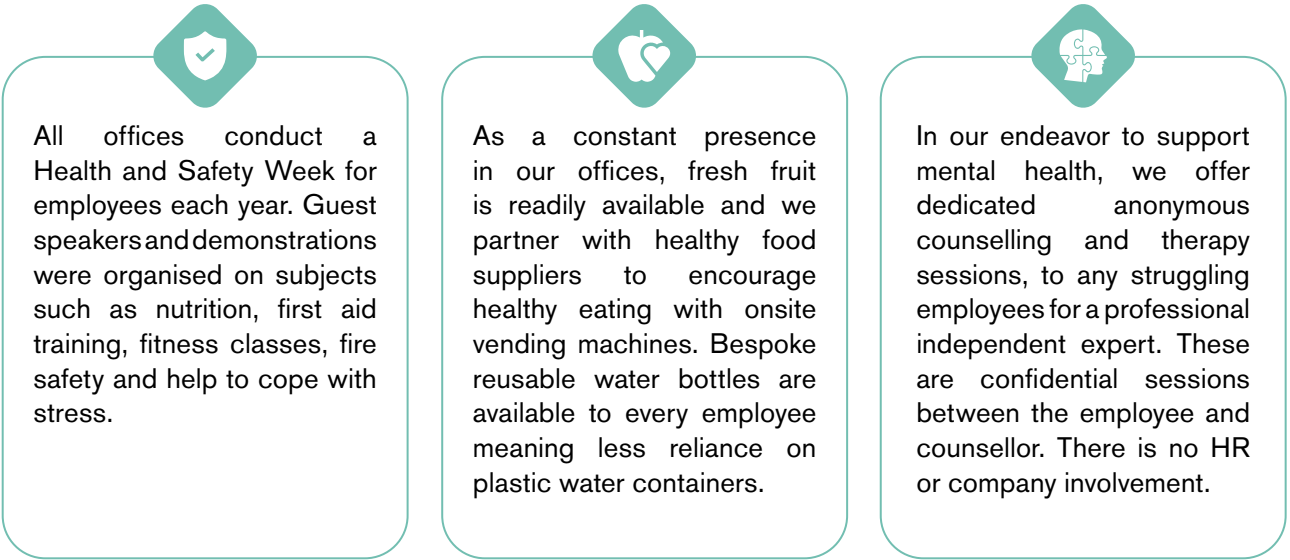 All offices conduct a
Health and Safety Week for
employees each year. Guest
speakers and demonstrations
were organised on subjects
such as nutrition, first aid
training, fitness classes, fire
safety and help to cope with
stress.
As a constant presence
in our offices, fresh fruit
is readily available and we
partner with healthy food
suppliers to encourage
healthy eating with onsite
vending machines. Bespoke
reusable water bottles are
available to every employee
meaning less reliance on
plastic water containers.
In our endeavor to support
mental health, we offer
dedicated anonymous
counselling and therapy
sessions, to any struggling
employees for a professional
independent expert. These
are confidential sessions
between the employee and
counsellor. There is no HR
or company involvement.